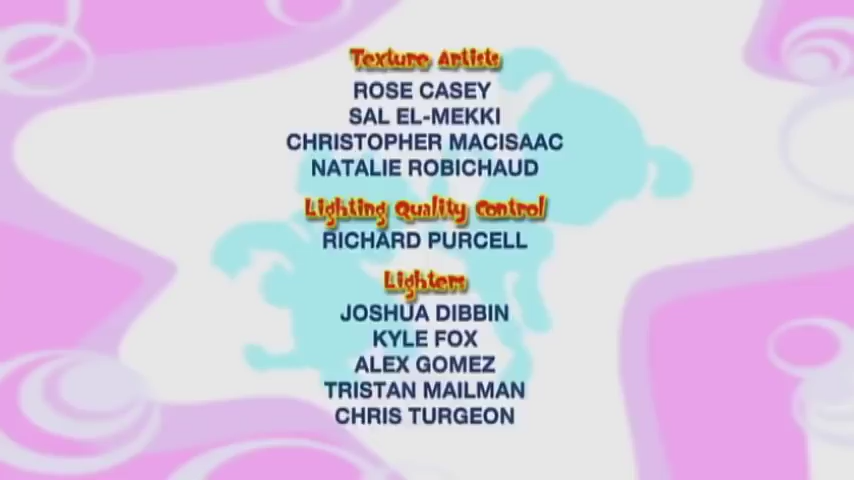 Texture Artists
ROSE CASEY
SAL EL-MEKKI
CHRISTOPHER MACISAAC
NATALIE ROBICHAUD
Lighting Quality Control
RICHARD PURCELL
Lighters
JOSHUA DIBBIN
KYLE FOX
ALEX GOMEZ
TRISTAN MAILMAN
CHRIS TURGEON